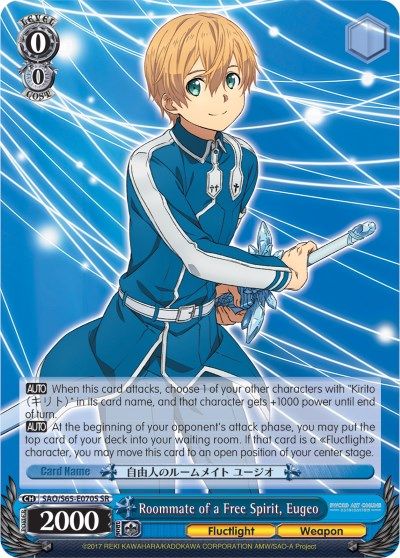 LEVEL
0
0
COST
AUTO When this card attacks, choose 1 of your other characters with "Kirito
(キリト)" in its card name, and that character gets +1000 power until end
of turn.
AUTO At the beginning of your opponent's attack phase, you may put the
top card of your deck into your waiting room. If that card is a «Fluctlight»
character, you may move this card to an open position of your center stage.
Card Name 自由人のルームメイト ユージオ
CH SAO/S65-E070S SR
Roommate of a Free Spirit, Eugeo
POWER
2000
Fluctlight
Weapon
©2017 REKI KAWAHARA/KADOKAWA CORPORATION AMW/SAO-A Project